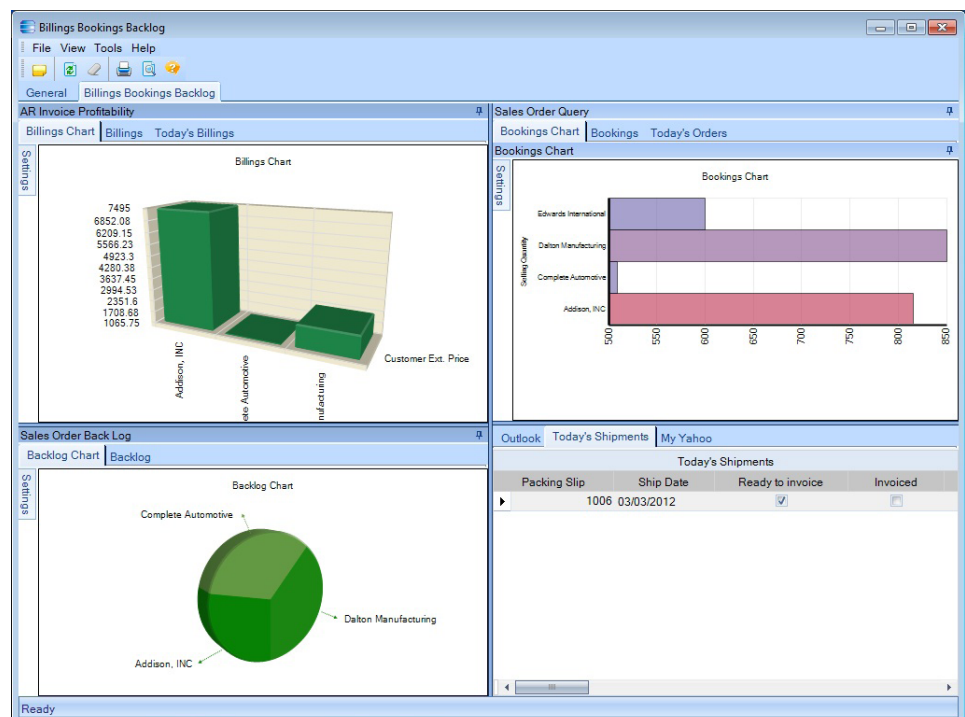 Billings Bookings Backlog
File View Tools Help
General Billings Bookings Backlog
AR Invoice Profitability
Billings Chart Billings Today's Billings
Settings
Billings Chart
7495
6852.08
6209.15
5566.23
4923.3
4280.38
3637.45
2994.53
2351.6
1708.68
1065.75
Addison, INC
ete Automotive
nufacturing
Customer Ext. Price
Sales Order Query
Bookings Chart Bookings Today's Orders
Bookings Chart
Settings
Bookings Chart
Selling Quantity
Edwards International
Dalton Manufacturing
Complete Automotive
Addison, INC
500 550 600 650 700 750 800 850
Sales Order Back Log
Backlog Chart Backlog
Settings
Backlog Chart
Complete Automotive
Dalton Manufacturing
Addison, INC
Outlook Today's Shipments My Yahoo
Today's Shipments
Packing Slip Ship Date Ready to invoice Invoiced
1006 03/03/2012
Ready